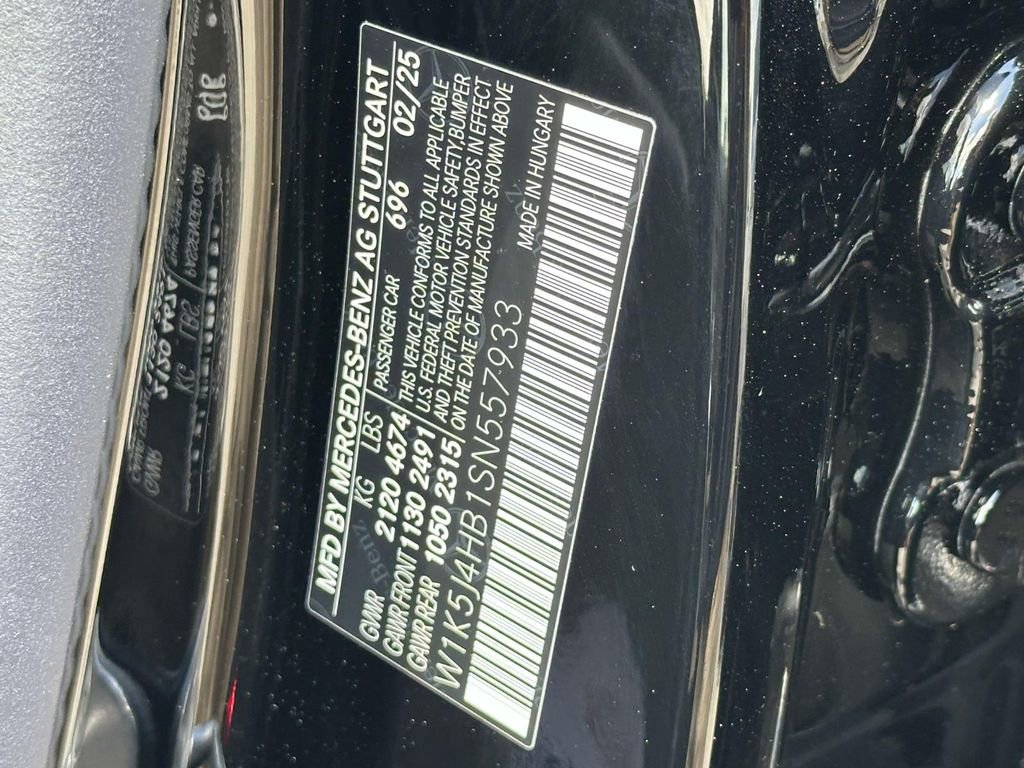 MFD BY MERCEDES-BENZ AG STUTTGART
696 02/25
KG LBS PASSENGER CAR
GVWR 2120 4674 THIS VEHICLE CONFORMS TO ALL APPLICABLE
GAWR FRONT 1130 2491 U.S. FEDERAL MOTOR VEHICLE SAFETY, BUMPER
GAWR REAR 1050 2315 AND THEFT PREVENTION STANDARDS IN EFFECT
ON THE DATE OF MANUFACTURE SHOWN ABOVE
W1K5J4HB1SN557933 MADE IN HUNGARY